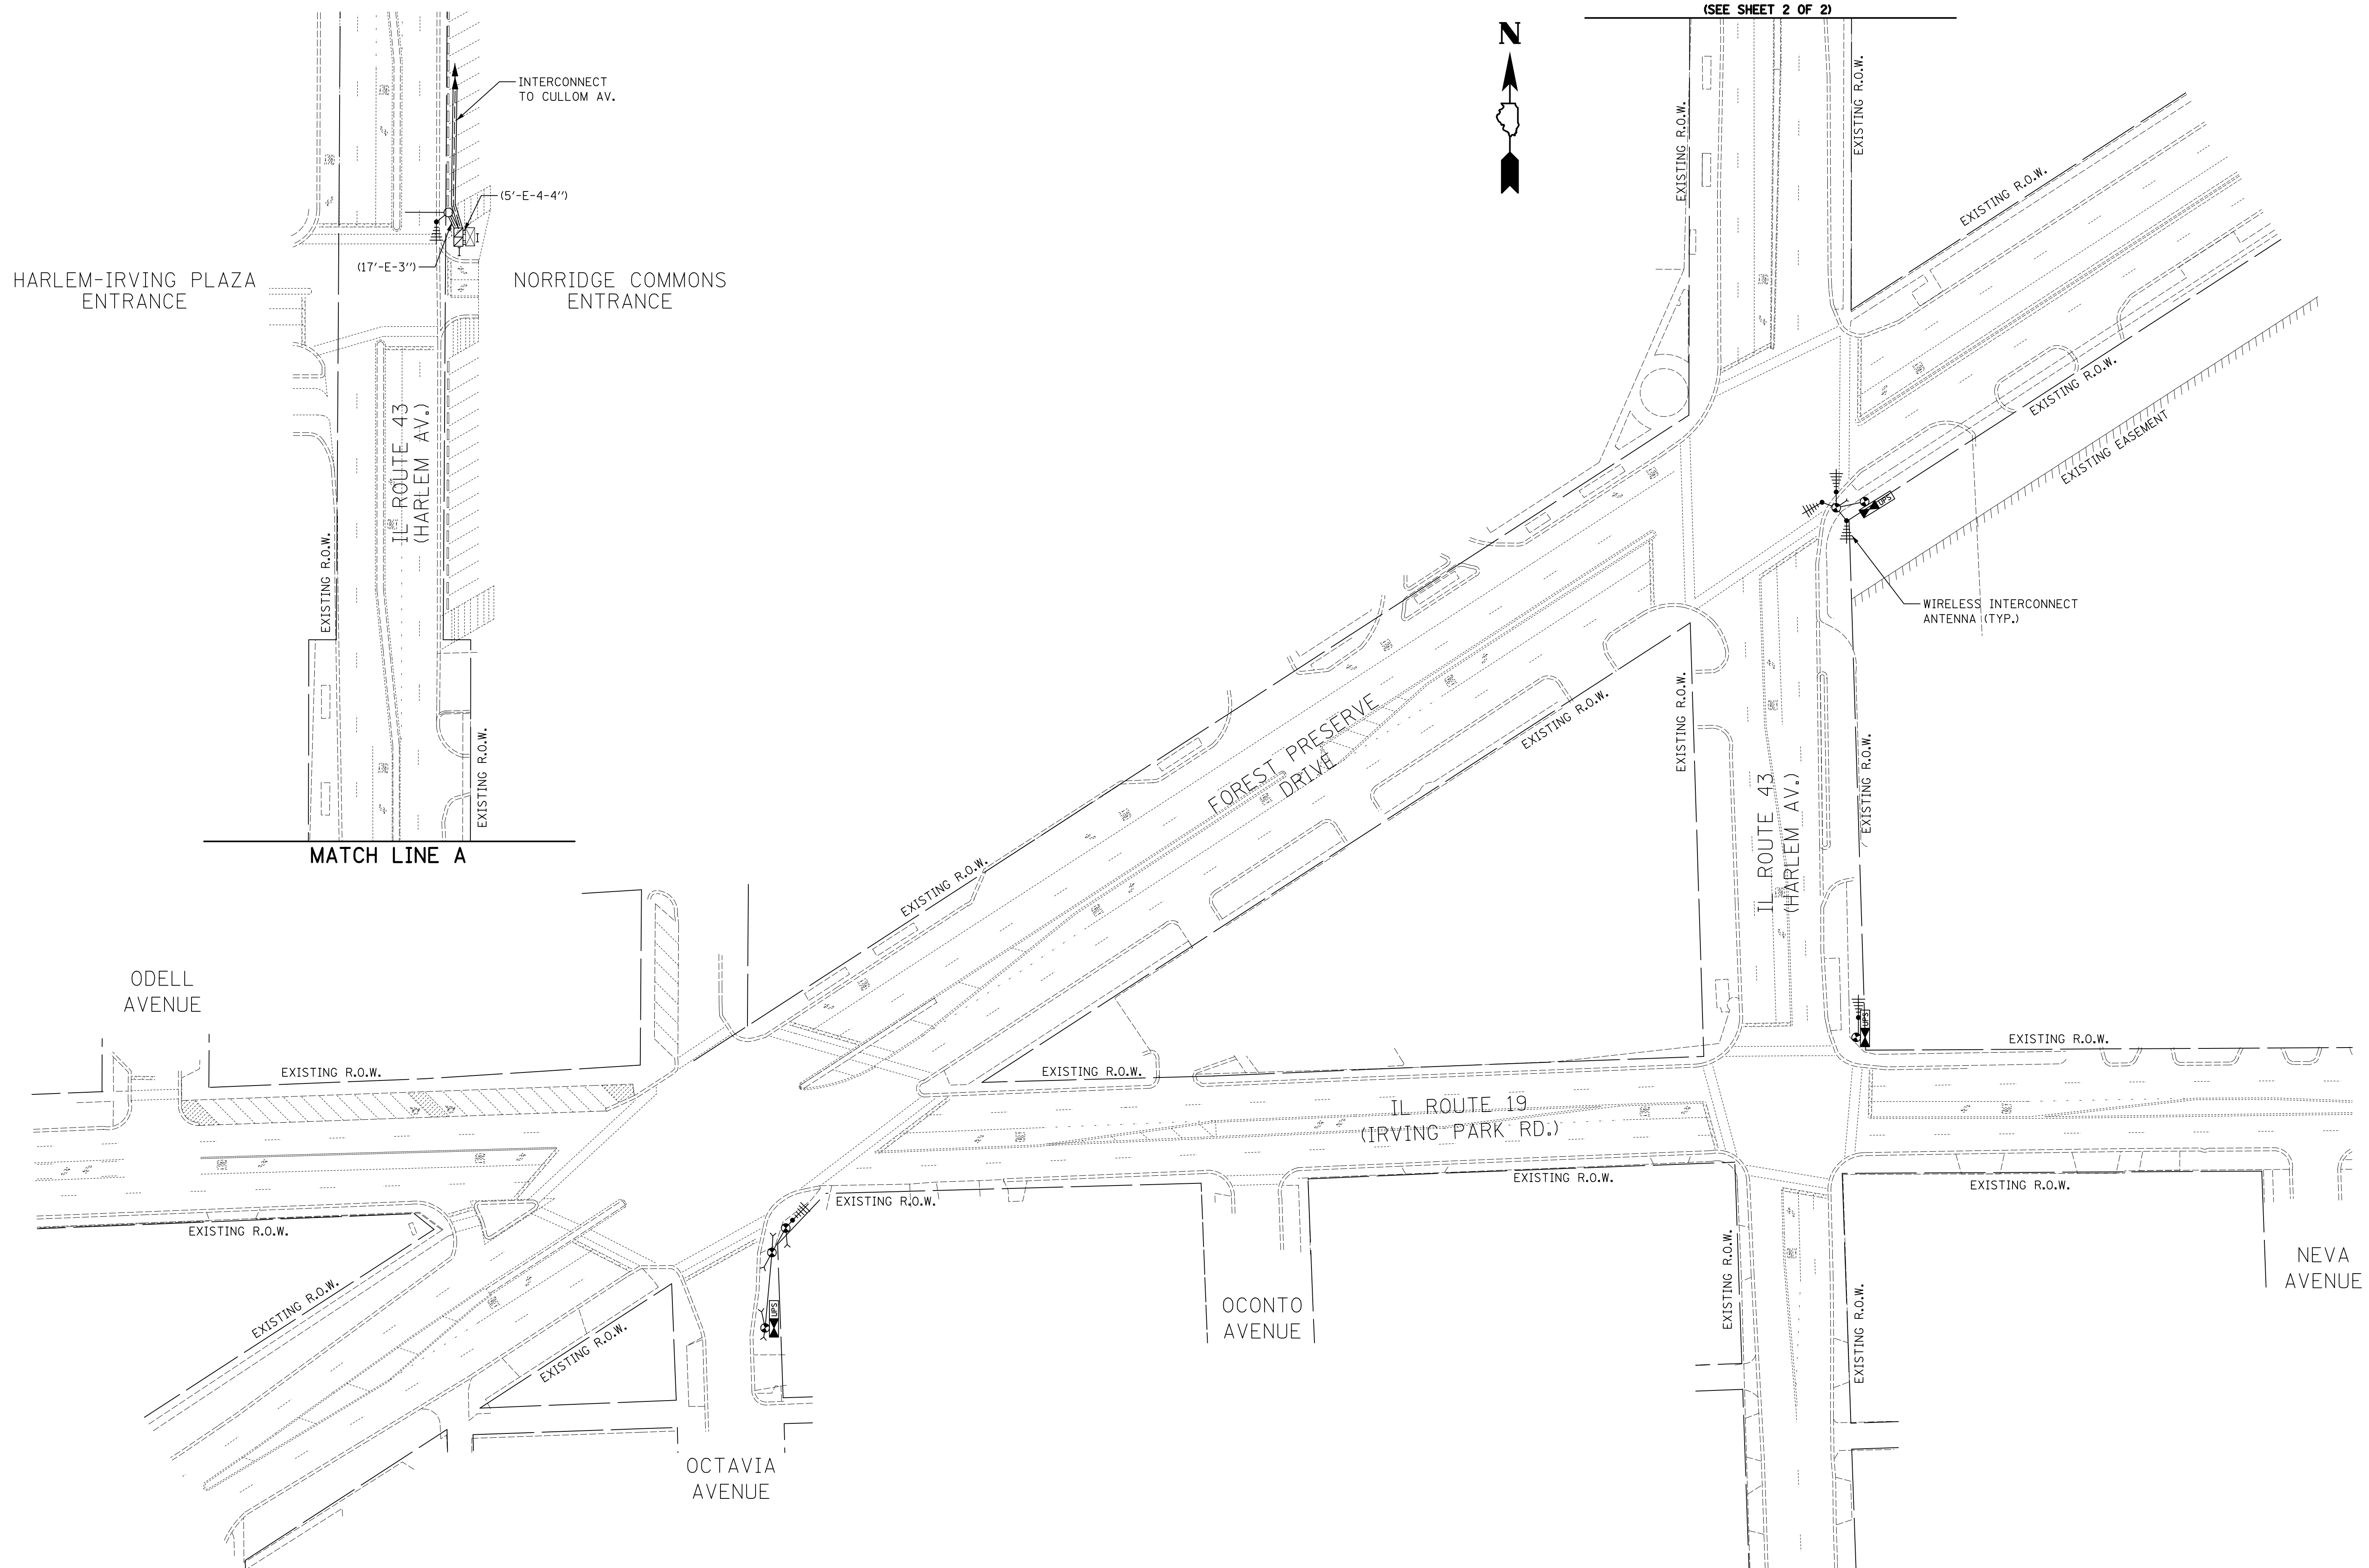 (SEE SHEET 2 OF 2)
N
INTERCONNECT
TO CULLOM AV.
(5'-E-4-4")
(17'-E-3")
HARLEM-IRVING PLAZA
ENTRANCE
NORRIDGE COMMONS
ENTRANCE
IL ROUTE 43
(HARLEM AV.)
EXISTING R.O.W.
EXISTING R.O.W.
MATCH LINE A
EXISTING R.O.W.
EXISTING R.O.W.
EXISTING R.O.W.
EXISTING R.O.W.
EXISTING EASEMENT
UPS
WIRELESS INTERCONNECT
ANTENNA (TYP.)
FOREST PRESERVE
DRIVE
EXISTING R.O.W.
EXISTING R.O.W.
EXISTING R.O.W.
IL ROUTE 43
(HARLEM AV.)
EXISTING R.O.W.
ODELL
AVENUE
EXISTING R.O.W.
EXISTING R.O.W.
UPS
EXISTING R.O.W.
IL ROUTE 19
(IRVING PARK RD.)
EXISTING R.O.W.
EXISTING R.O.W.
EXISTING R.O.W.
EXISTING R.O.W.
EXISTING R.O.W.
EXISTING R.O.W.
UPS
EXISTING R.O.W.
OCONTO
AVENUE
EXISTING R.O.W.
EXISTING R.O.W.
NEVA
AVENUE
OCTAVIA
AVENUE